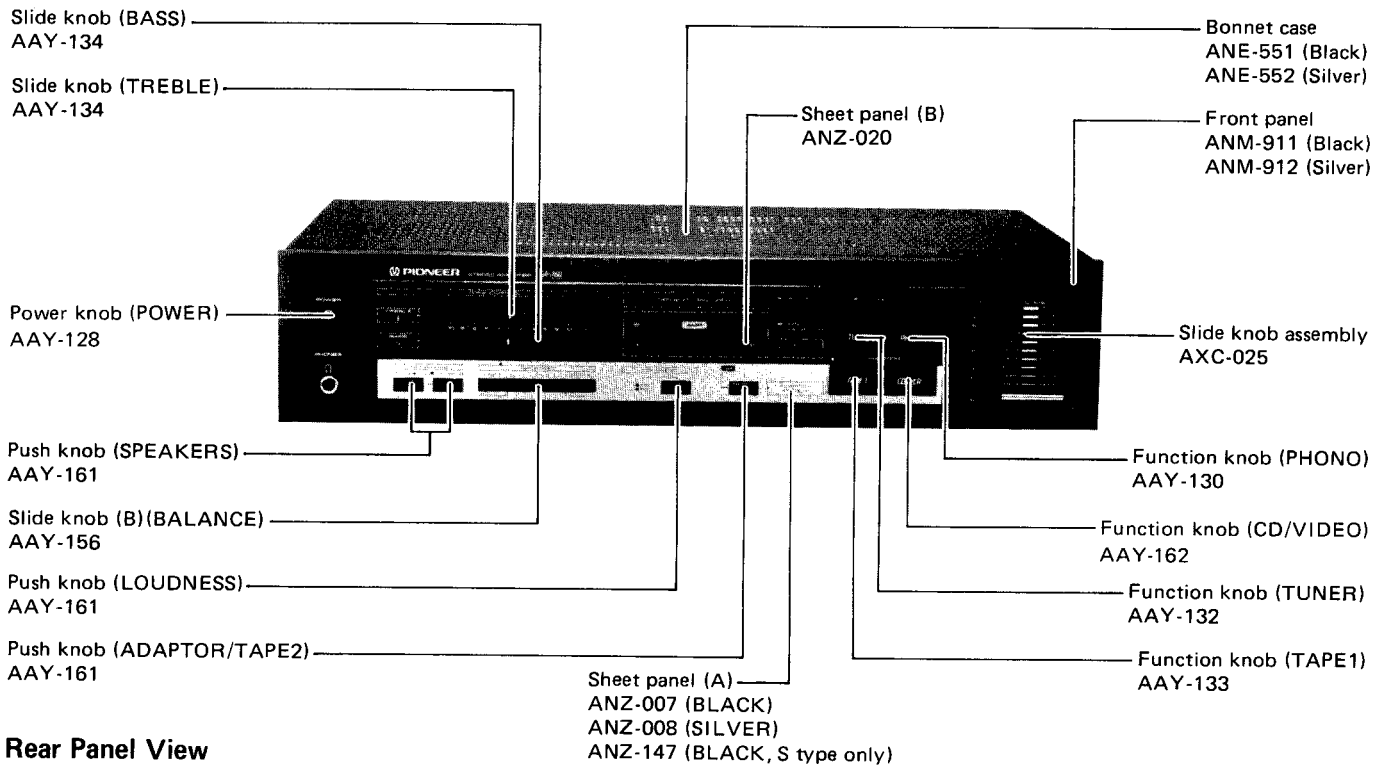 Slide knob (BASS)
AAY-134
Slide knob (TREBLE)
AAY-134
Bonnet case
ANE-551 (Black)
ANE-552 (Silver)
Sheet panel (B)
ANZ-020
Front panel
ANM-911 (Black)
ANM-912 (Silver)
PIONEER
Power knob (POWER)
AAY-128
Slide knob assembly
AXC-025
Push knob (SPEAKERS)
AAY-161
Function knob (PHONO)
AAY-130
Slide knob (B)(BALANCE)
AAY-156
Function knob (CD/VIDEO)
AAY-162
Push knob (LOUDNESS)
AAY-161
Function knob (TUNER)
AAY-132
Push knob (ADAPTOR/TAPE2)
AAY-161
Function knob (TAPE1)
AAY-133
Sheet panel (A)
ANZ-007 (BLACK)
ANZ-008 (SILVER)
ANZ-147 (BLACK, S type only)
Rear Panel View